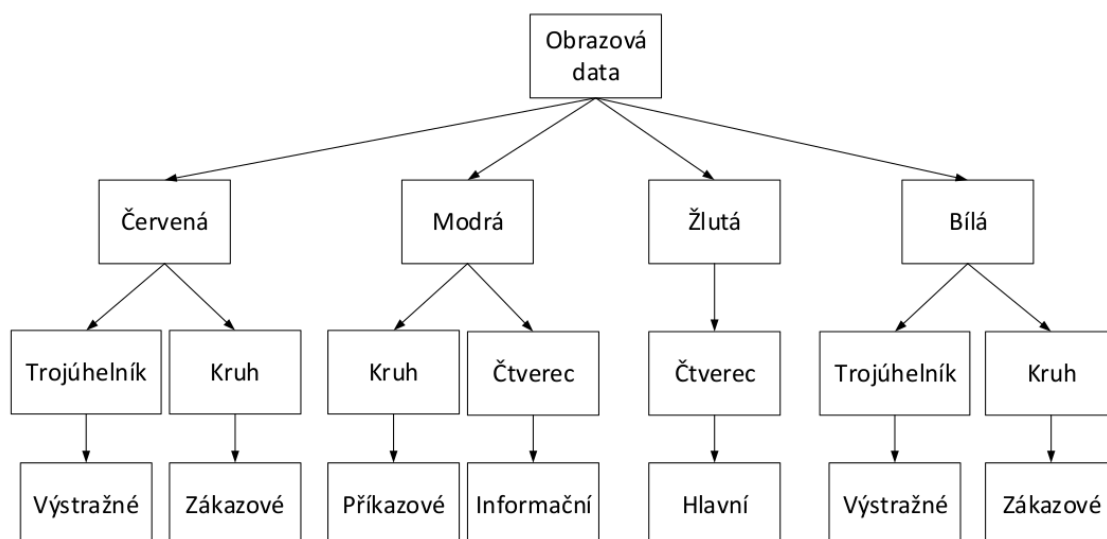 Obrazová
data
Červená
Modrá
Žlutá
Bílá
Trojúhelník
Kruh
Kruh
Čtverec
Čtverec
Trojúhelník
Kruh
Výstražné
Zákazové
Příkazové
Informační
Hlavní
Výstražné
Zákazové